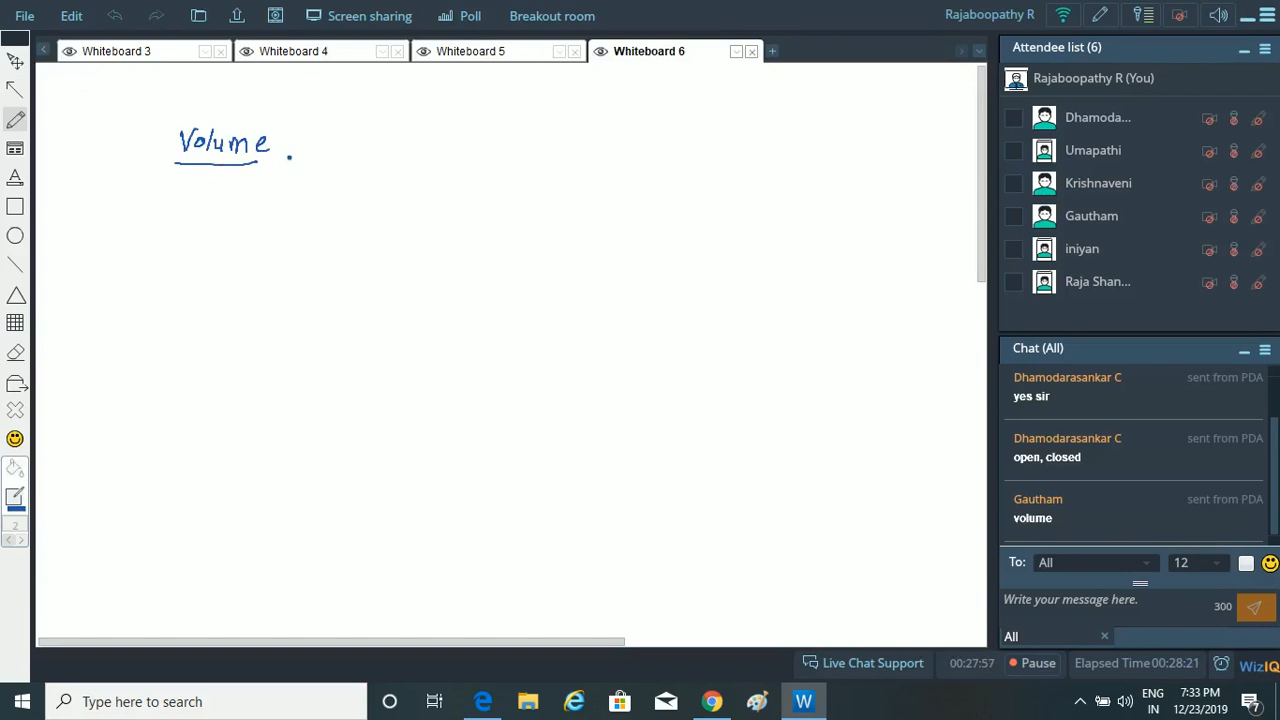 File Edit Screen sharing Poll Breakout room Rajaboopathy R
Whiteboard 3 Whiteboard 4 Whiteboard 5 Whiteboard 6
Volume .
Attendee list (6)
Rajaboopathy R (You)
Dhamoda...
Umapathi
Krishnaveni
Gautham
iniyan
Raja Shan...
Chat (All)
Dhamodarasankar C sent from PDA
yes sir
Dhamodarasankar C sent from PDA
open, closed
Gautham sent from PDA
volume
To: All 12
Write your message here. 300
All
2
Live Chat Support 00:27:57 Pause Elapsed Time 00:28:21 WizIQ
Type here to search
ENG 7:33 PM
IN 12/23/2019 7